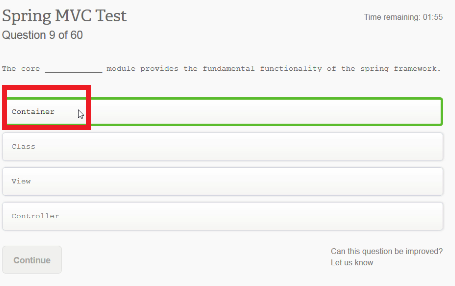 Spring MVC Test
Time remaining: 01:55
Question 9 of 60
The core ____________ module provides the fundamental functionality of the spring framework.
Container
Class
View
Controller
Continue
Can this question be improved?
Let us know